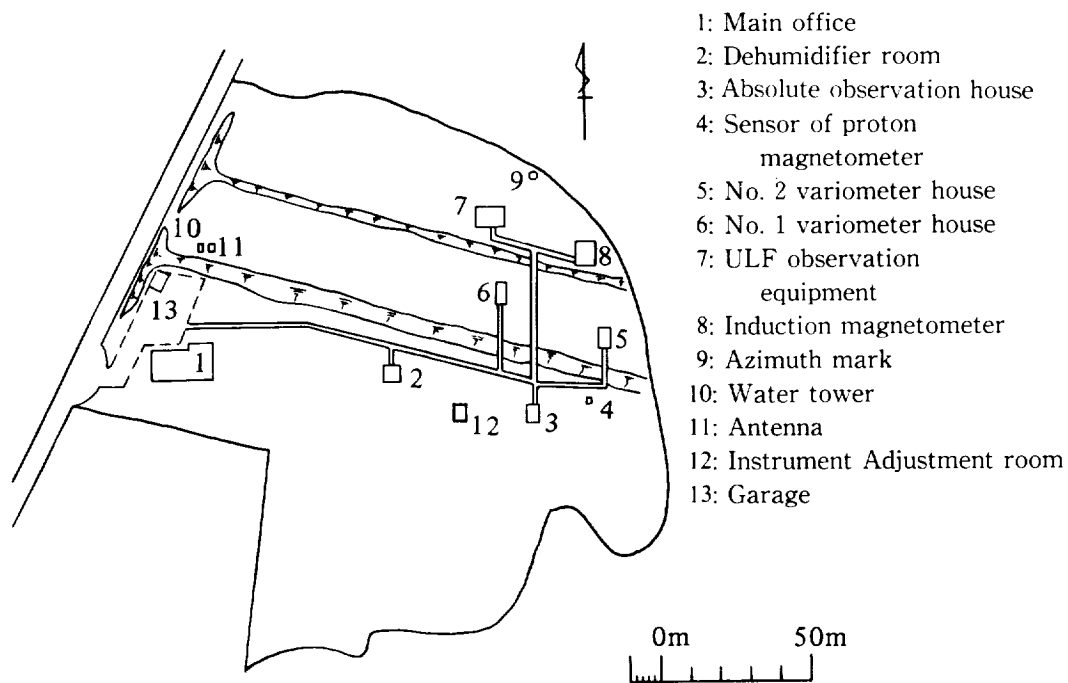 1: Main office
2: Dehumidifier room
3: Absolute observation house
4: Sensor of proton
magnetometer
5: No. 2 variometer house
6: No. 1 variometer house
7: ULF observation
equipment
8: Induction magnetometer
9: Azimuth mark
10: Water tower
11: Antenna
12: Instrument Adjustment room
13: Garage
9
7
10
11
8
6
13
5
1
2
4
12
3
0m 50m